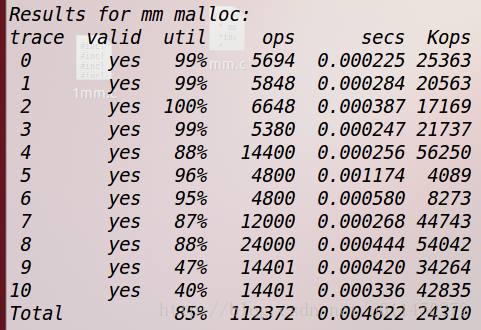 Results for mm malloc:
trace valid util ops secs Kops
0 yes 99% 5694 0.000225 25363
1 yes 99% 5848 0.000284 20563
2 yes 100% 6648 0.000387 17169
3 yes 99% 5380 0.000247 21737
4 yes 88% 14400 0.000256 56250
5 yes 96% 4800 0.001174 4089
6 yes 95% 4800 0.000580 8273
7 yes 87% 12000 0.000268 44743
8 yes 88% 24000 0.000444 54042
9 yes 47% 14401 0.000420 34264
10 yes 40% 14401 0.000336 42835
Total 85% 112372 0.004622 24310
1mm.c
mm.c